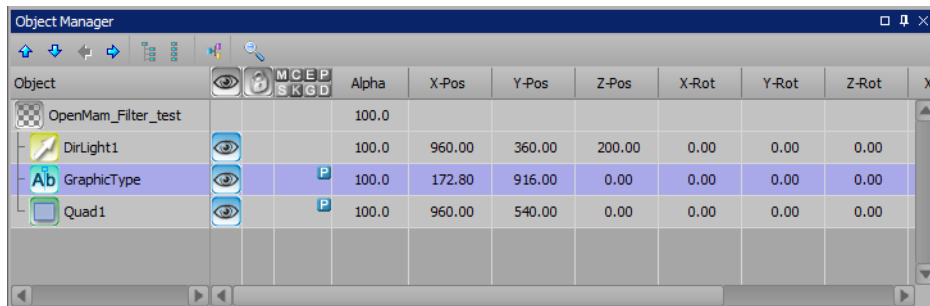 Object Manager
Object M C E P S K G D Alpha X-Pos Y-Pos Z-Pos X-Rot Y-Rot Z-Rot X
OpenMam_Filter_test 100.0
DirLight1 100.0 960.00 360.00 200.00 0.00 0.00 0.00
Ab GraphicType P 100.0 172.80 916.00 0.00 0.00 0.00 0.00
Quad1 P 100.0 960.00 540.00 0.00 0.00 0.00 0.00